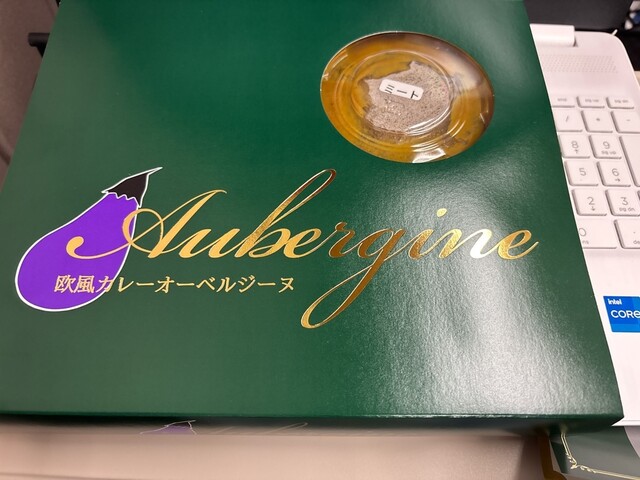 ミート
Aubergine
欧風カレーオーベルジーヌ
intel
CORE